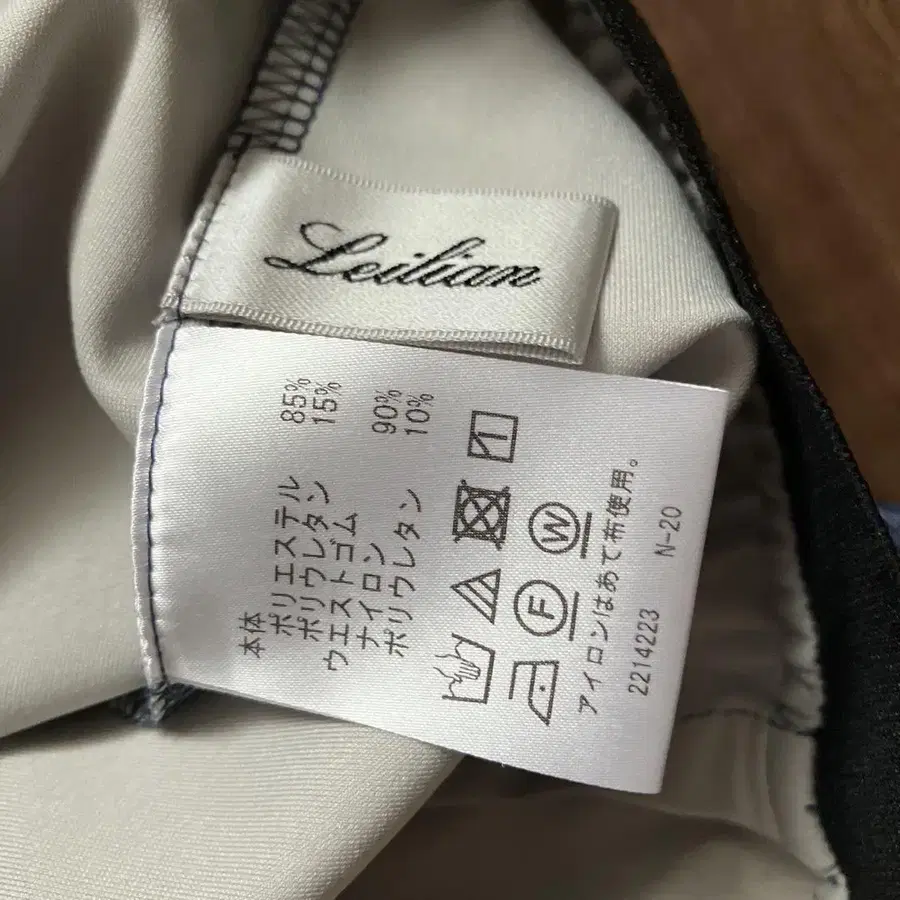 Leilian
本体
ポリエステル 85%
ポリウレタン 15%
ウエストゴム
ナイロン 90%
ポリウレタン 10%
W
F
アイロンはあて布使用。
2214223 N-20